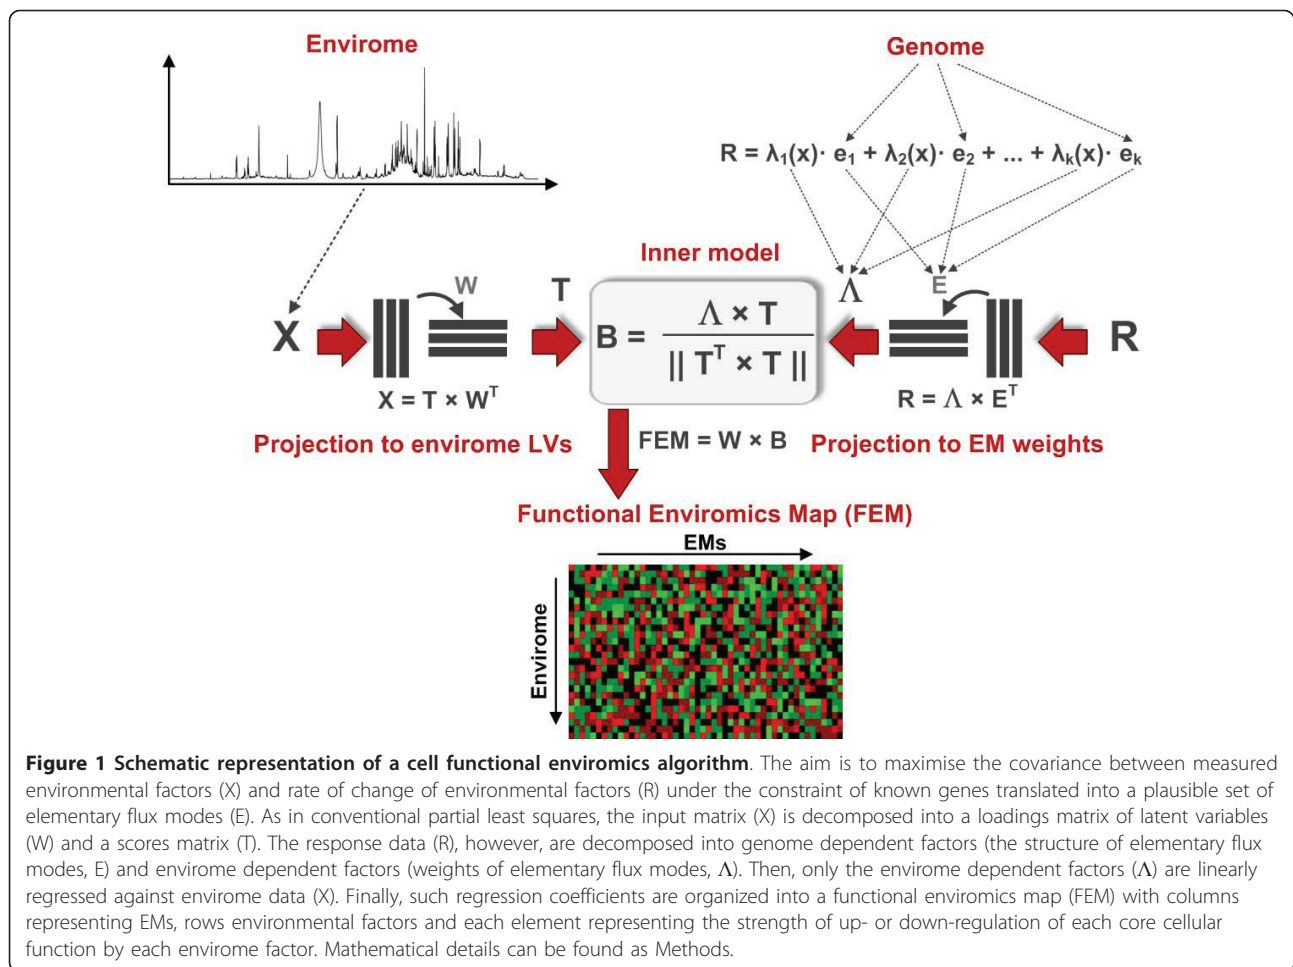 Envirome
Genome
R = λ1(x)· e1 + λ2(x)· e2 + ... + λk(x)· ek
Inner model
W
T
Λ
E
X
B = Λ × T
|| Tᵀ × T ||
R
X = T × Wᵀ
R = Λ × Eᵀ
Projection to envirome LVs
FEM = W × B
Projection to EM weights
Functional Enviromics Map (FEM)
EMs
Envirome
Figure 1 Schematic representation of a cell functional enviromics algorithm. The aim is to maximise the covariance between measured
environmental factors (X) and rate of change of environmental factors (R) under the constraint of known genes translated into a plausible set of
elementary flux modes (E). As in conventional partial least squares, the input matrix (X) is decomposed into a loadings matrix of latent variables
(W) and a scores matrix (T). The response data (R), however, are decomposed into genome dependent factors (the structure of elementary flux
modes, E) and envirome dependent factors (weights of elementary flux modes, Λ). Then, only the envirome dependent factors (Λ) are linearly
regressed against envirome data (X). Finally, such regression coefficients are organized into a functional enviromics map (FEM) with columns
representing EMs, rows environmental factors and each element representing the strength of up- or down-regulation of each core cellular
function by each envirome factor. Mathematical details can be found as Methods.